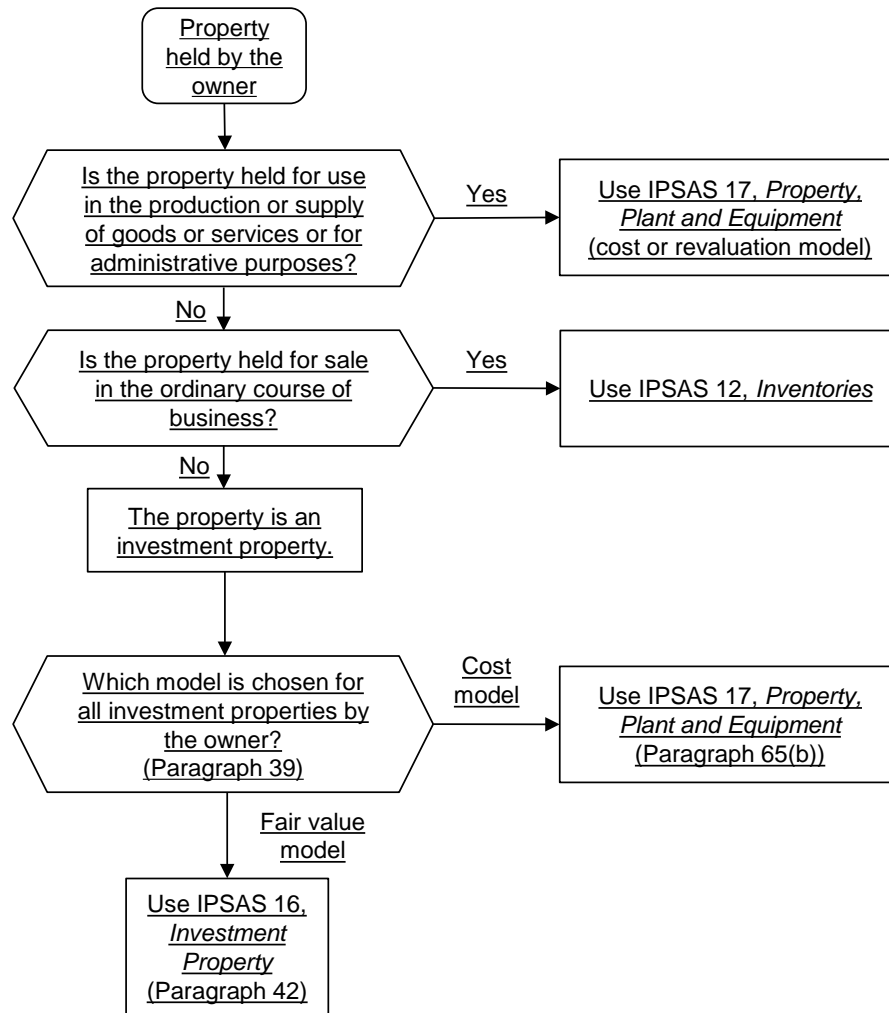 Property
held by the
owner
Is the property held for use
in the production or supply
of goods or services or for
administrative purposes?
Yes
Use IPSAS 17, Property,
Plant and Equipment
(cost or revaluation model)
No
Is the property held for sale
in the ordinary course of
business?
Yes
Use IPSAS 12, Inventories
No
The property is an
investment property.
Which model is chosen for
all investment properties by
the owner?
(Paragraph 39)
Cost
model
Use IPSAS 17, Property,
Plant and Equipment
(Paragraph 65(b))
Fair value
model
Use IPSAS 16,
Investment
Property
(Paragraph 42)